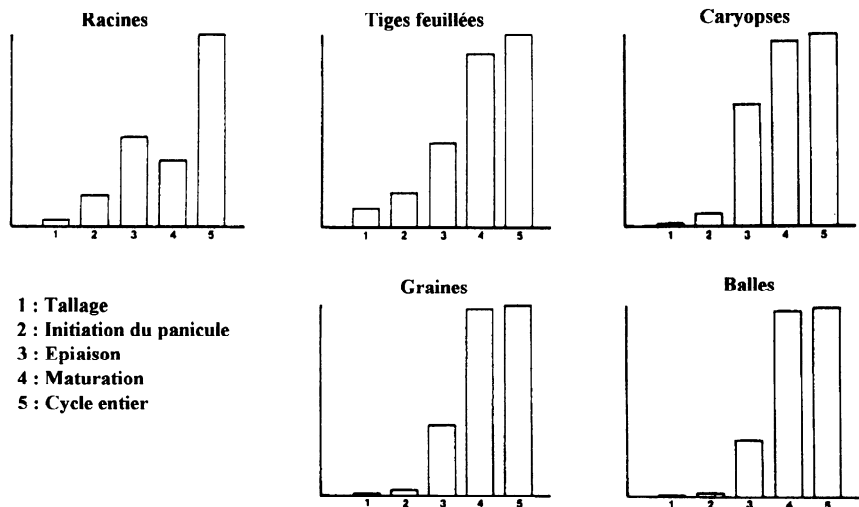 Racines
Tiges feuillées
Caryopses
1 2 3 4 5
1 2 3 4 5
1 2 3 4 5
Graines
Balles
1 : Tallage
2 : Initiation du panicule
3 : Epiaison
4 : Maturation
5 : Cycle entier
1 2 3 4 5
1 2 3 4 5